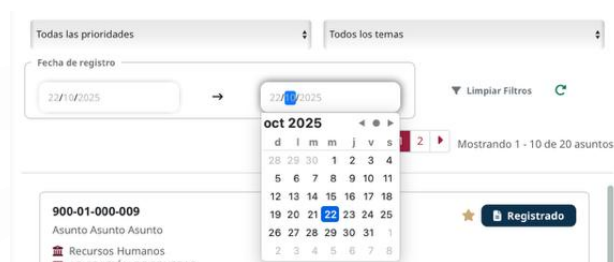 Todas las prioridades
Todos los temas
Fecha de registro
22/10/2025
→
22/10/2025
Limpiar Filtros
oct 2025
2
Mostrando 1 - 10 de 20 asuntos
d l m m j v s
28 29 30 1 2 3 4
5 6 7 8 9 10 11
12 13 14 15 16 17 18
19 20 21 22 23 24 25
26 27 28 29 30 31 1
2 3 4 5 6 7 8
900-01-000-009
Registrado
Asunto Asunto Asunto
Recursos Humanos